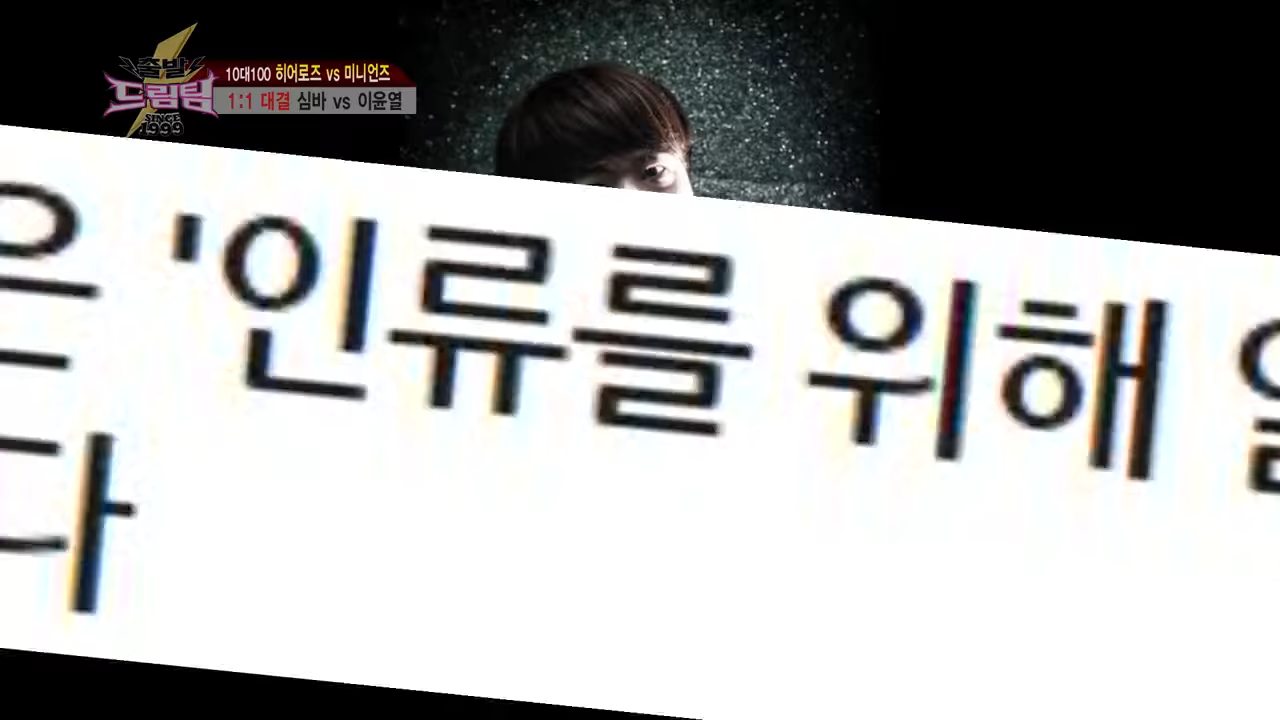 출발
드림팀
SINCE
1999
10대100 히어로즈 vs 미니언즈
1:1 대결 심바 vs 이윤열
은 '인류를 위해
다